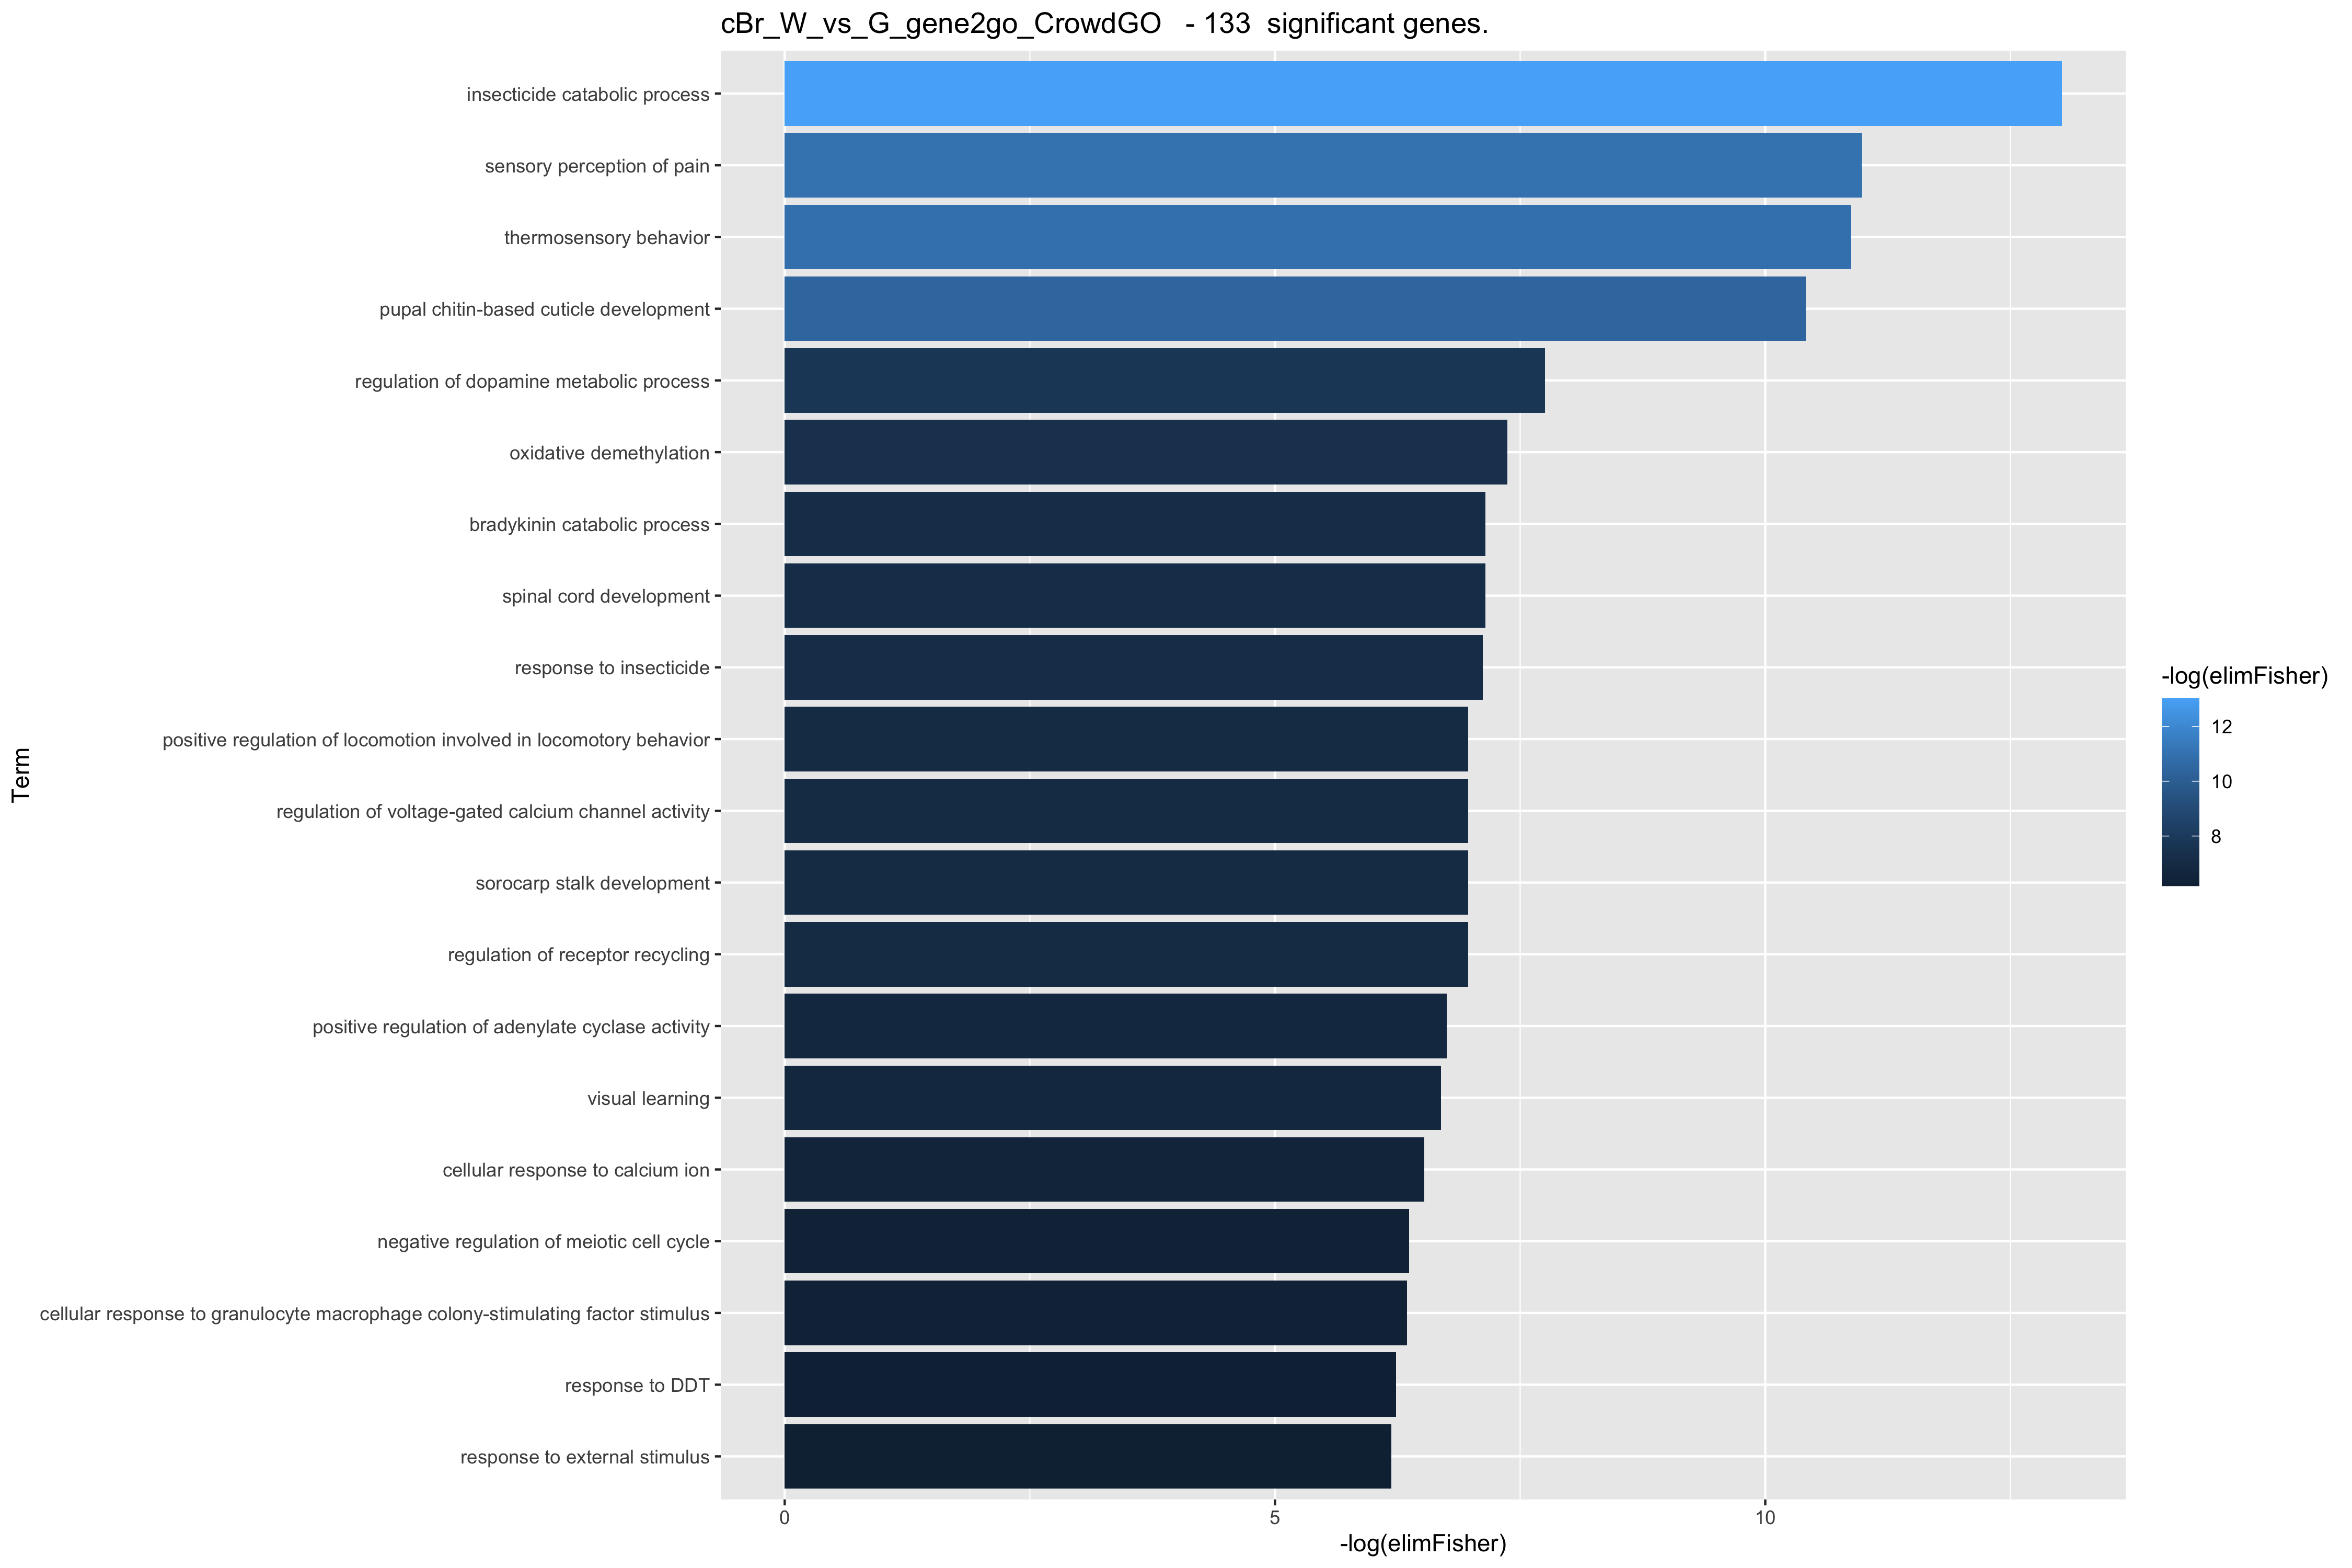 cBr_W_vs_G_gene2go_CrowdGO   - 133  significant genes.
Term
insecticide catabolic process
sensory perception of pain
thermosensory behavior
pupal chitin-based cuticle development
regulation of dopamine metabolic process
oxidative demethylation
bradykinin catabolic process
spinal cord development
response to insecticide
positive regulation of locomotion involved in locomotory behavior
regulation of voltage-gated calcium channel activity
sorocarp stalk development
regulation of receptor recycling
positive regulation of adenylate cyclase activity
visual learning
cellular response to calcium ion
negative regulation of meiotic cell cycle
cellular response to granulocyte macrophage colony-stimulating factor stimulus
response to DDT
response to external stimulus
0 5 10
-log(elimFisher)
-log(elimFisher)
12
10
8